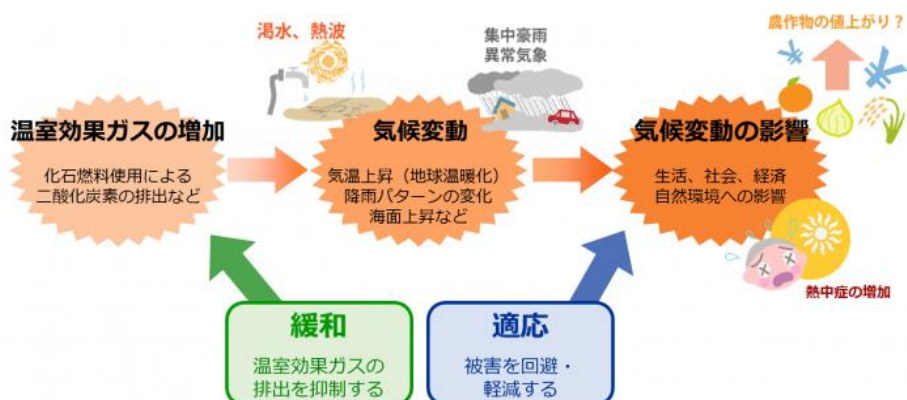 農作物の値上がり？
渇水、熱波
集中豪雨
異常気象
温室効果ガスの増加
化石燃料使用による
二酸化炭素の排出など
気候変動
気温上昇（地球温暖化）
降雨パターンの変化
海面上昇など
気候変動の影響
生活、社会、経済
自然環境への影響
熱中症の増加
緩和
温室効果ガスの
排出を抑制する
適応
被害を回避・
軽減する